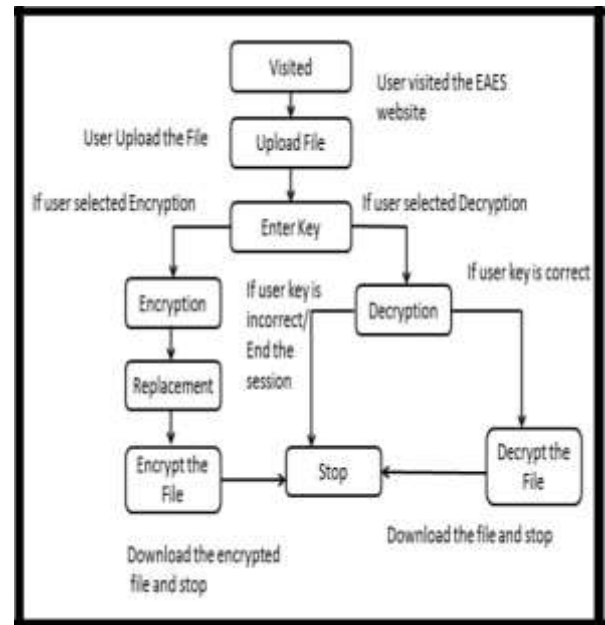 Visited
User visited the EAES
website
User Upload the File
Upload File
If user selected Encryption
If user selected Decryption
Enter Key
If user key is correct
Encryption
If user key is
incorrect/
End the
session
Decryption
Replacement
Encrypt the
File
Stop
Decrypt the
File
Download the encrypted
file and stop
Download the file and stop